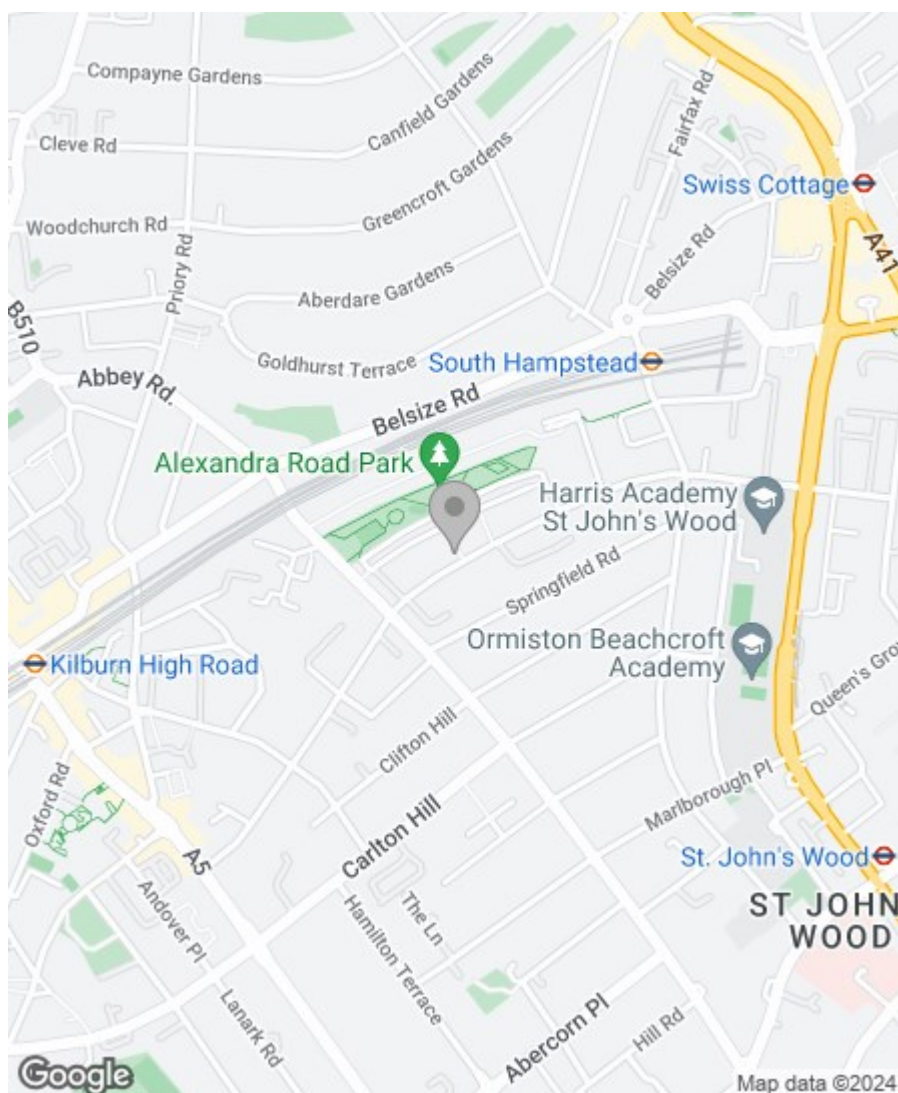 Compayne Gardens
Canfield Gardens
Fairfax Rd
Cleve Rd
Greencroft Gardens
Swiss Cottage
Woodchurch Rd
Priory Rd
Belsize Rd
A41
Aberdare Gardens
B510
Goldhurst Terrace
South Hampstead
Abbey Rd.
Belsize Rd
Alexandra Road Park
Harris Academy
St John's Wood
Springfield Rd
Ormiston Beachcroft
Academy
Kilburn High Road
Queen's Gro
Clifton Hill
Oxford Rd
Marlborough Pl
Carlton Hill
A5
St. John's Wood
Andover Pl
The Ln
Hamilton Terrace
ST JOHN
WOOD
Lanark Rd
Abercorn Pl
Hill Rd
Google
Map data ©2024